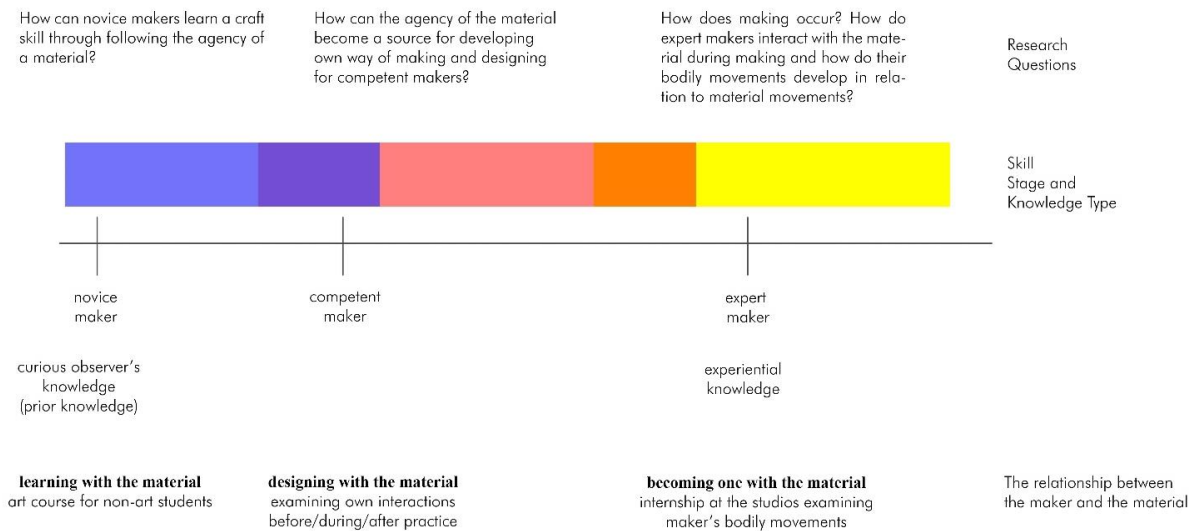 How can novice makers learn a craft
skill through following the agency of
a material?
How can the agency of the material
become a source for developing
own way of making and designing
for competent makers?
How does making occur? How do
expert makers interact with the mate-
rial during making and how do their
bodily movements develop in rela-
tion to material movements?
Research
Questions
Skill
Stage and
Knowledge Type
novice
maker
competent
maker
expert
maker
curious observer's
knowledge
(prior knowledge)
experiential
knowledge
learning with the material
art course for non-art students
designing with the material
examining own interactions
before/during/after practice
becoming one with the material
internship at the studios examining
maker's bodily movements
The relationship between
the maker and the material